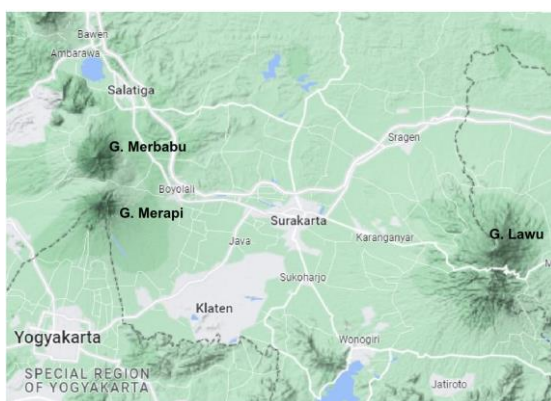 Bawen
Ambarawa
Salatiga
G. Merbabu
Sragen
Boyolali
G. Merapi
Surakarta
G. Lawu
Karanganyar
Java
Sukoharjo
Klaten
Yogyakarta
Wonogiri
SPECIAL REGION
OF YOGYAKARTA
Jatiroto